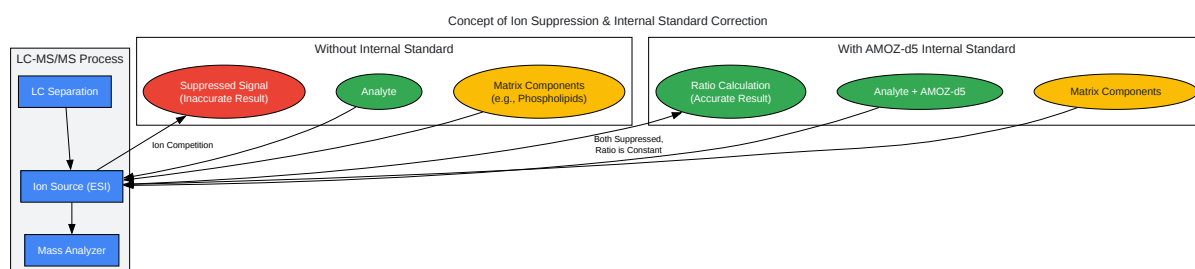 Concept of Ion Suppression & Internal Standard Correction
LC-MS/MS Process
LC Separation
Ion Source (ESI)
Mass Analyzer
Without Internal Standard
Suppressed Signal
(Inaccurate Result)
Analyte
Matrix Components
(e.g., Phospholipids)
Ion Competition
With AMOZ-d5 Internal Standard
Ratio Calculation
(Accurate Result)
Analyte + AMOZ-d5
Matrix Components
Both Suppressed,
Ratio is Constant